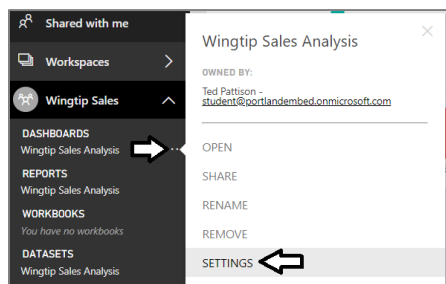 Shared with me
Workspaces
Wingtip Sales
DASHBOARDS
Wingtip Sales Analysis
REPORTS
Wingtip Sales Analysis
WORKBOOKS
You have no workbooks
DATASETS
Wingtip Sales Analysis
Wingtip Sales Analysis
OWNED BY:
Ted Pattison -
student@portlandembed.onmicrosoft.com
OPEN
SHARE
RENAME
REMOVE
SETTINGS